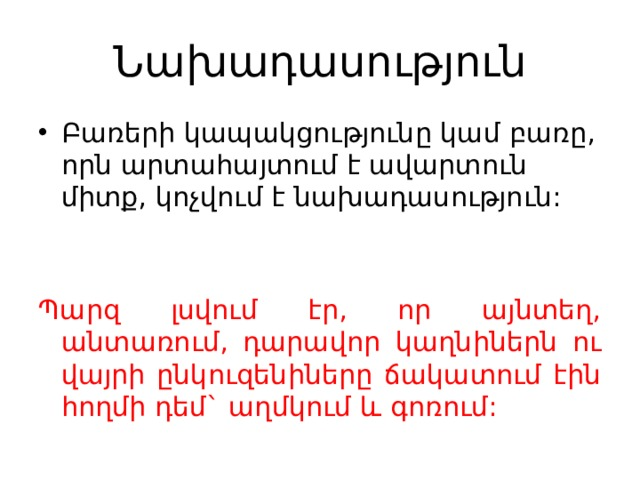 Նախադասություն
• Բառերի կապակցությունը կամ բառը,
որն արտահայտում է ավարտուն
միտք, կոչվում է նախադասություն:
Պարզ լսվում էր, որ այնտեղ,
անտառում, դարավոր կաղնիներն ու
վայրի ընկուզենիները ճակատում էին
հողմի դեմ` աղմկում և գոռում: